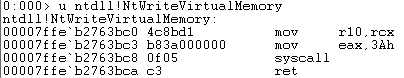 0:000> u ntdll!NtWriteVirtualMemory
ntdll!NtWriteVirtualMemory:
00007ffe`b2763bc0 4c8bd1 mov r10,rcx
00007ffe`b2763bc3 b83a000000 mov eax,3Ah
00007ffe`b2763bc8 0f05 syscall
00007ffe`b2763bca c3 ret